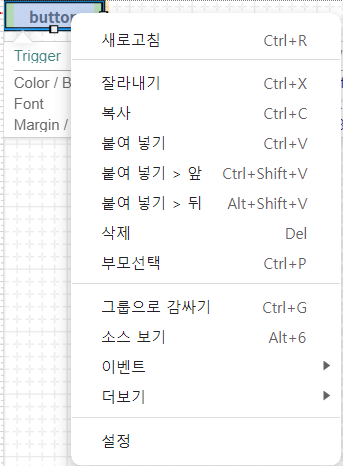 button
새로고침 Ctrl+R
Trigger
잘라내기 Ctrl+X
Color / B
복사 Ctrl+C
Font
Margin /
붙여 넣기 Ctrl+V
붙여 넣기 > 앞 Ctrl+Shift+V
붙여 넣기 > 뒤 Alt+Shift+V
삭제 Del
부모선택 Ctrl+P
그룹으로 감싸기 Ctrl+G
소스 보기 Alt+6
이벤트
더보기
설정